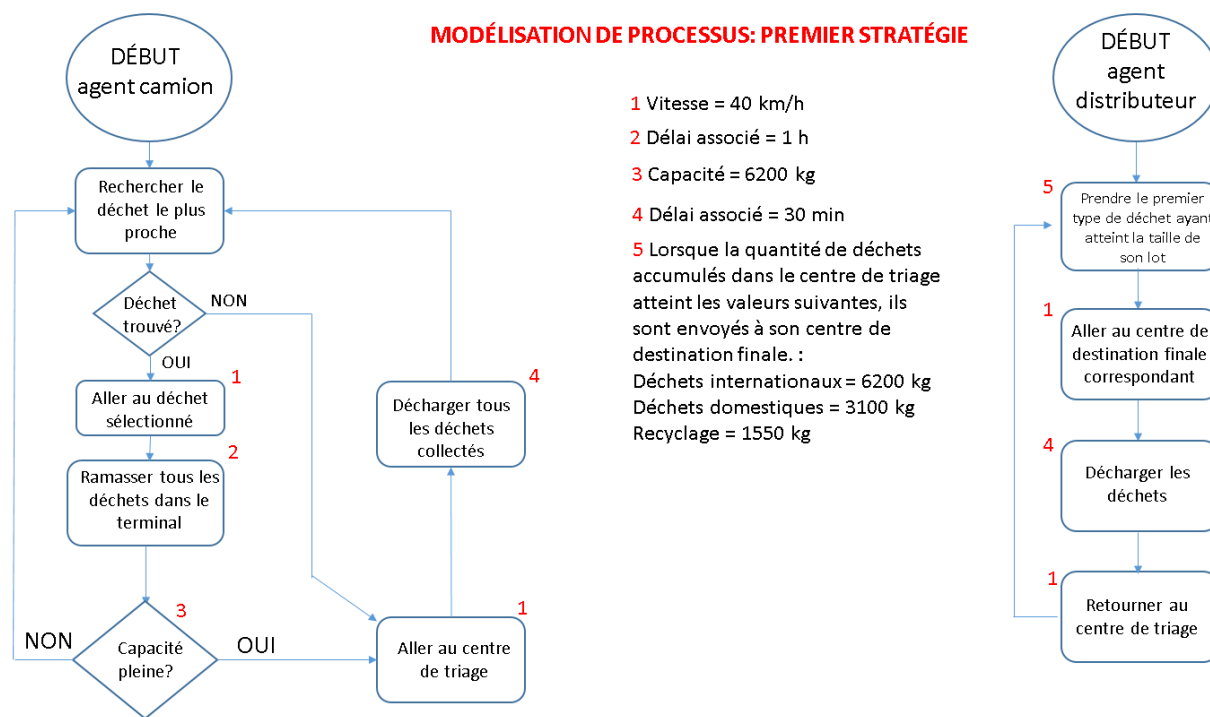 MODÉLISATION DE PROCESSUS: PREMIER STRATÉGIE
DÉBUT
agent camion
Rechercher le
déchet le plus
proche
Déchet
trouvé?
NON
OUI
1
Aller au déchet
sélectionné
2
Ramasser tous les
déchets dans le
terminal
3
Capacité
pleine?
NON
OUI
1
Aller au centre
de triage
4
Décharger tous
les déchets
collectés
1 Vitesse = 40 km/h
2 Délai associé = 1 h
3 Capacité = 6200 kg
4 Délai associé = 30 min
5 Lorsque la quantité de déchets
accumulés dans le centre de triage
atteint les valeurs suivantes, ils
sont envoyés à son centre de
destination finale. :
Déchets internationaux = 6200 kg
Déchets domestiques = 3100 kg
Recyclage = 1550 kg
DÉBUT
agent
distributeur
5
Prendre le premier
type de déchet ayant
atteint la taille de
son lot
1
Aller au centre de
destination finale
correspondant
4
Décharger les
déchets
1
Retourner au
centre de triage